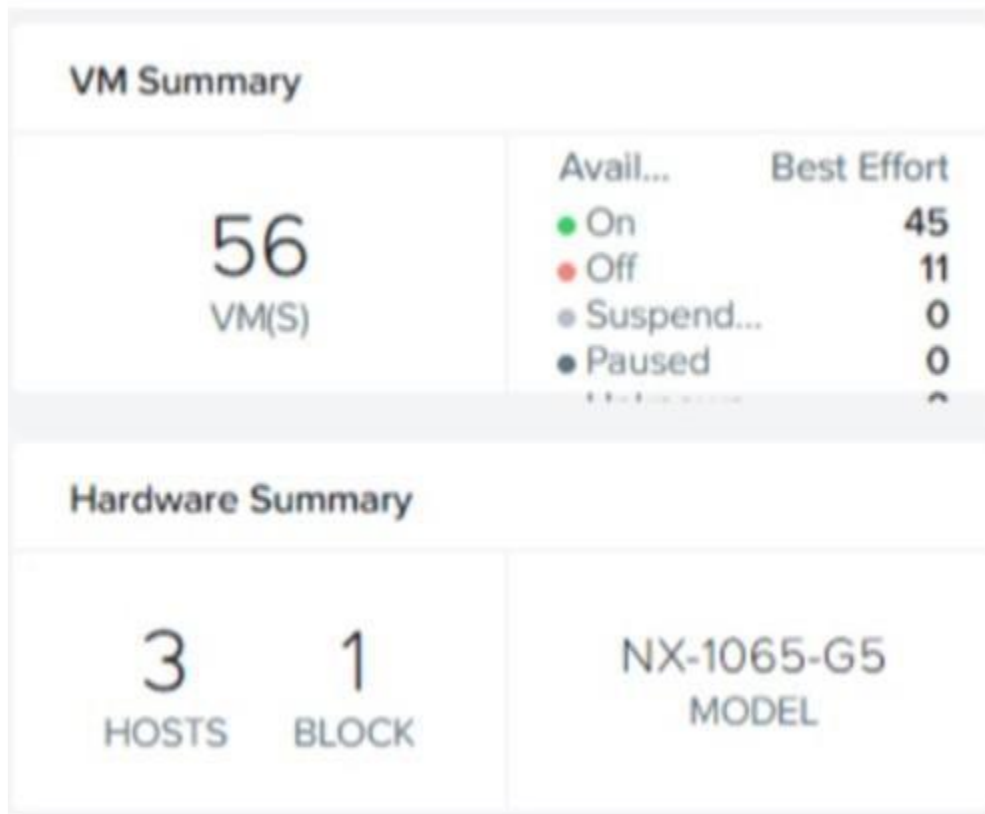 VM Summary
56
VM(S)
Avail... Best Effort
On 45
Off 11
Suspend... 0
Paused 0
Hardware Summary
3 1
HOSTS BLOCK
NX-1065-G5
MODEL